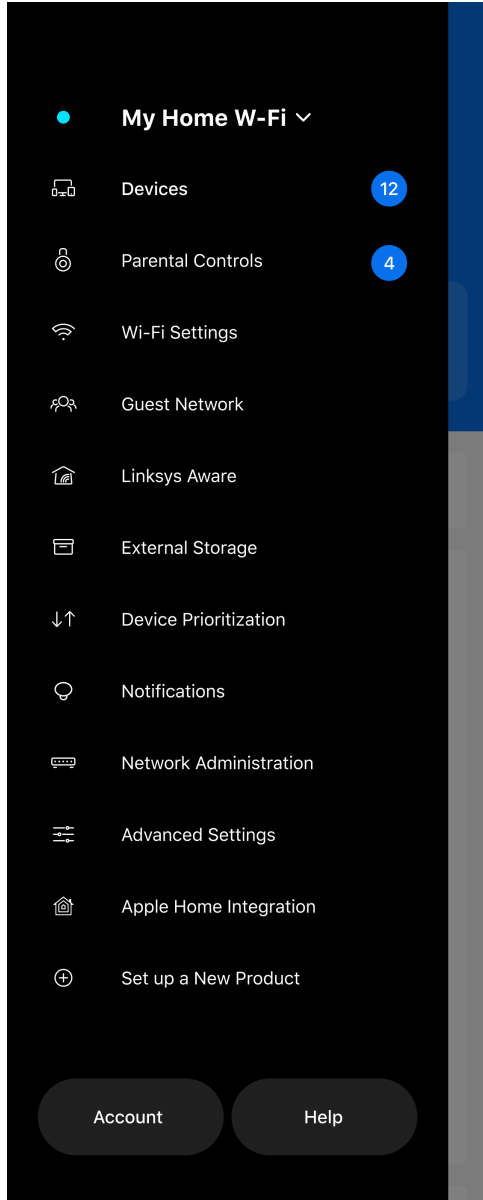 My Home W-Fi
Devices 12
Parental Controls 4
Wi-Fi Settings
Guest Network
Linksys Aware
External Storage
Device Prioritization
Notifications
Network Administration
Advanced Settings
Apple Home Integration
Set up a New Product
Account Help